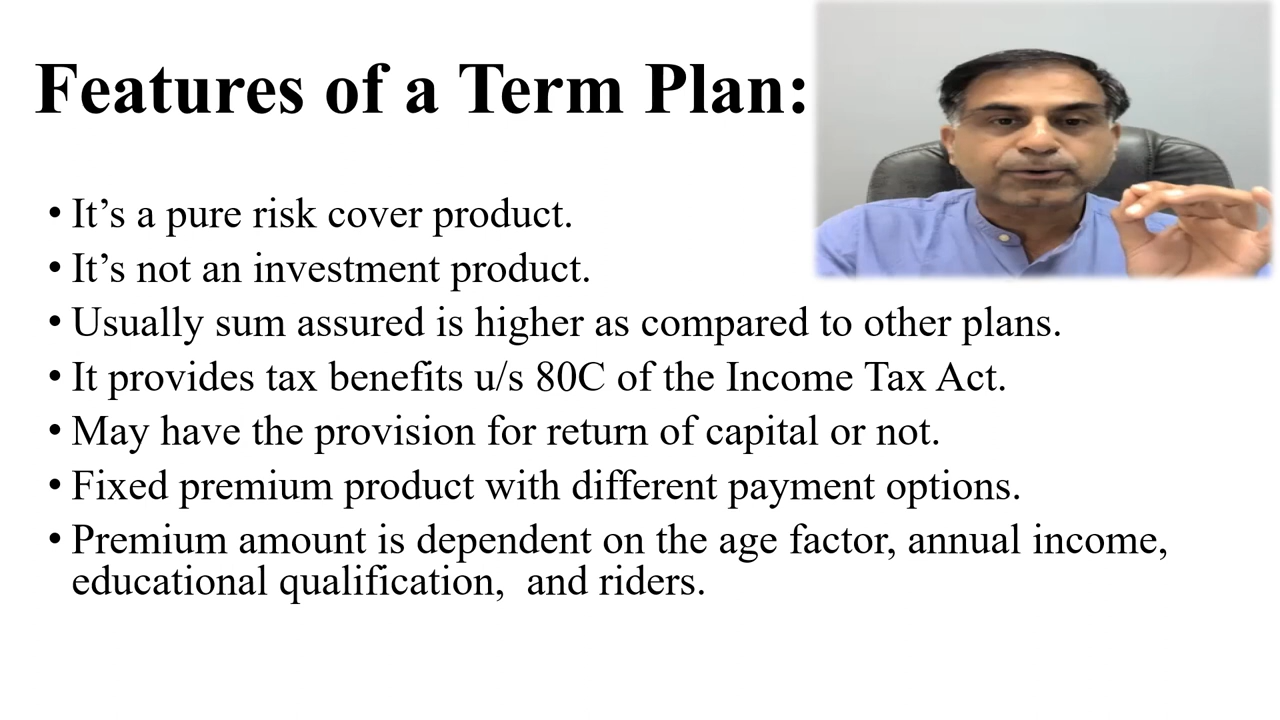 Features of a Term Plan:
• It’s a pure risk cover product.
• It’s not an investment product.
• Usually sum assured is higher as compared to other plans.
• It provides tax benefits u/s 80C of the Income Tax Act.
• May have the provision for return of capital or not.
• Fixed premium product with different payment options.
• Premium amount is dependent on the age factor, annual income,
educational qualification,  and riders.